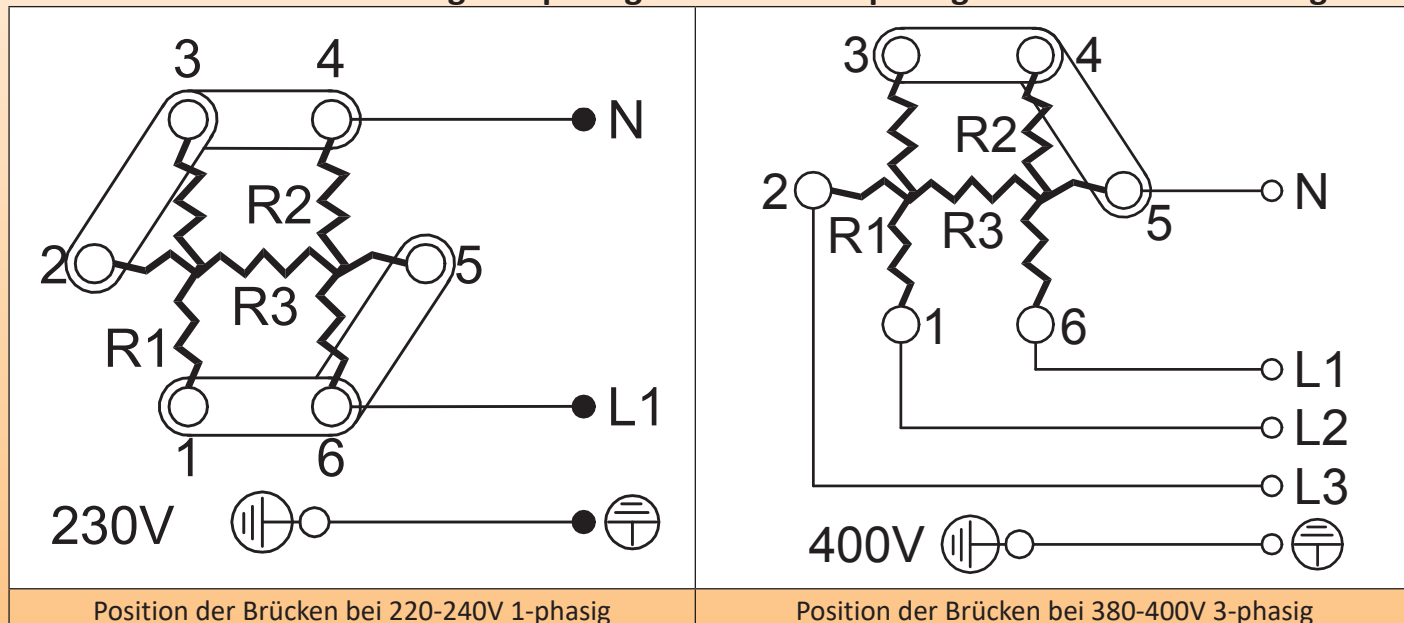 3 4
N
R2
2
5
R3
R1
L1
1 6
230V
Position der Brücken bei 220-240V 1-phasig
3 4
R2
2
N
5
R1 R3
1 6
L1
L2
L3
400V
Position der Brücken bei 380-400V 3-phasig